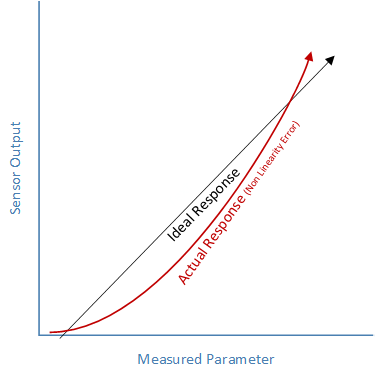 Sensor Output
Ideal Response
Actual Response (Non Linearity Error)
Measured Parameter